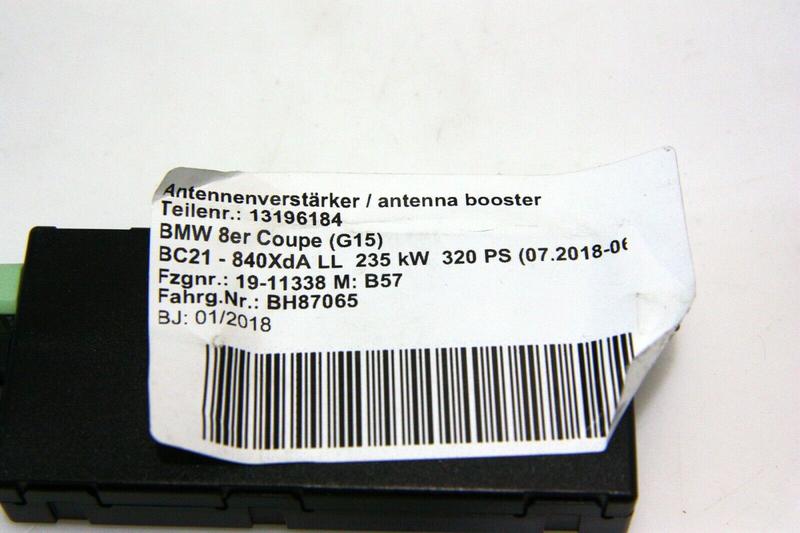 Antennenverstärker / antenna booster
Teilenr.: 13196184
BMW 8er Coupe (G15)
BC21 - 840XdA LL 235 kW 320 PS (07.2018-06
Fzgnr.: 19-11338 M: B57
Fahrg.Nr.: BH87065
BJ: 01/2018